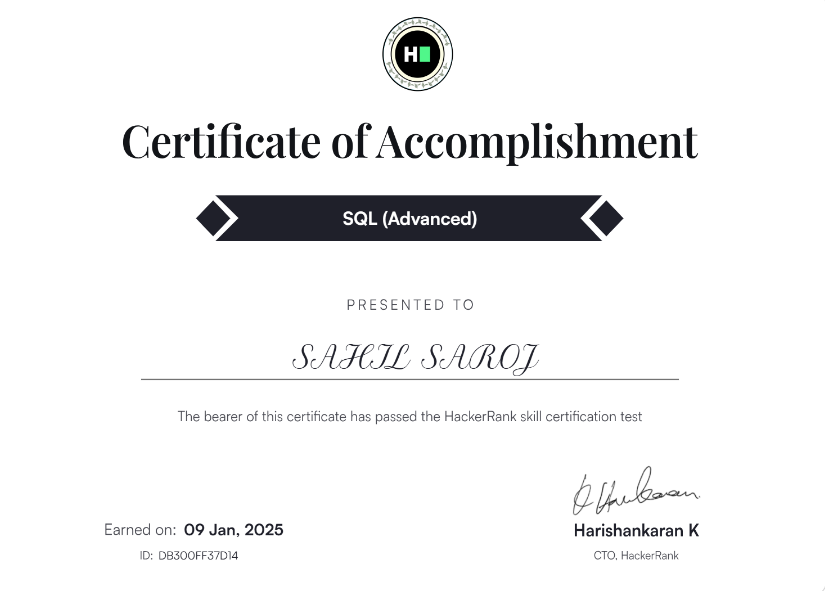 H
Certificate of Accomplishment
SQL (Advanced)
PRESENTED TO
SAHIL SAROJ
The bearer of this certificate has passed the HackerRank skill certification test
Earned on: 09 Jan, 2025
ID: DB300FF37D14
Harishankaran K
CTO, HackerRank